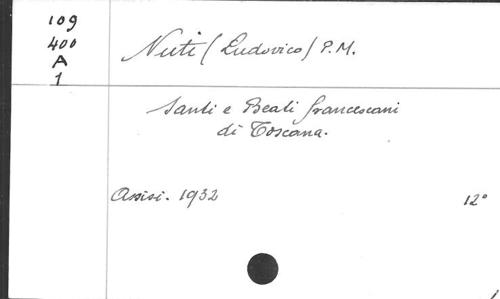 109
400
A
1
Nuti (Ludovico) P.M.
Santi e Beati francescani
di Toscana.
Assisi. 1932
12°